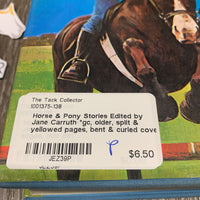 The Tack Collector
1001375-138
Horse & Pony Stories Edited by
Jane Carruth *gc, older, split &
yellowed pages, bent & curled cove
JEZ39P
P
$6.50